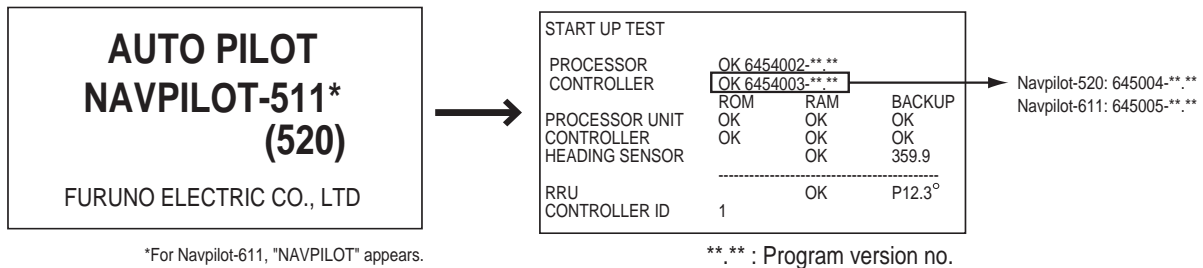 AUTO PILOT
NAVPILOT-511*
(520)
FURUNO ELECTRIC CO., LTD
*For Navpilot-611, "NAVPILOT" appears.
START UP TEST
PROCESSOR OK 6454002-**.**
CONTROLLER OK 6454003-**.**
ROM RAM BACKUP
PROCESSOR UNIT OK OK OK
CONTROLLER OK OK OK
HEADING SENSOR OK 359.9
--------------------------------------------
RRU OK P12.3°
CONTROLLER ID 1
**.** : Program version no.
Navpilot-520: 645004-**.**
Navpilot-611: 645005-**.**